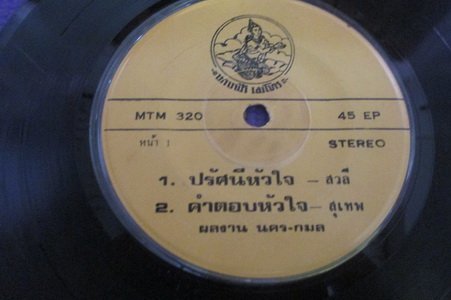 MTM 320 45 EP
หน้า 1 STEREO
1. ปรัศนีหัวใจ – สวลี
2. คำตอบหัวใจ – สุเทพ
ผลงาน นคร-กมล